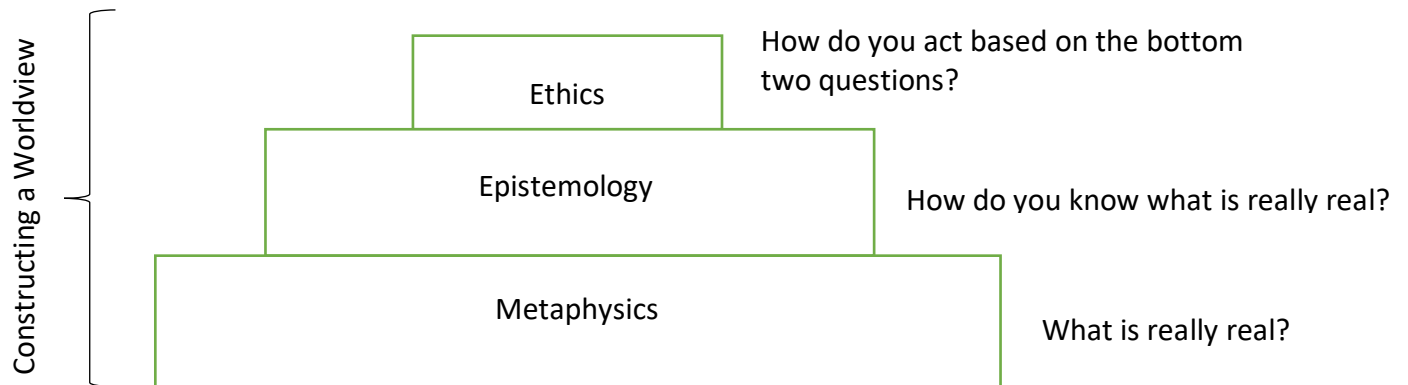 Constructing a Worldview
How do you act based on the bottom
two questions?
Ethics
Epistemology
How do you know what is really real?
Metaphysics
What is really real?